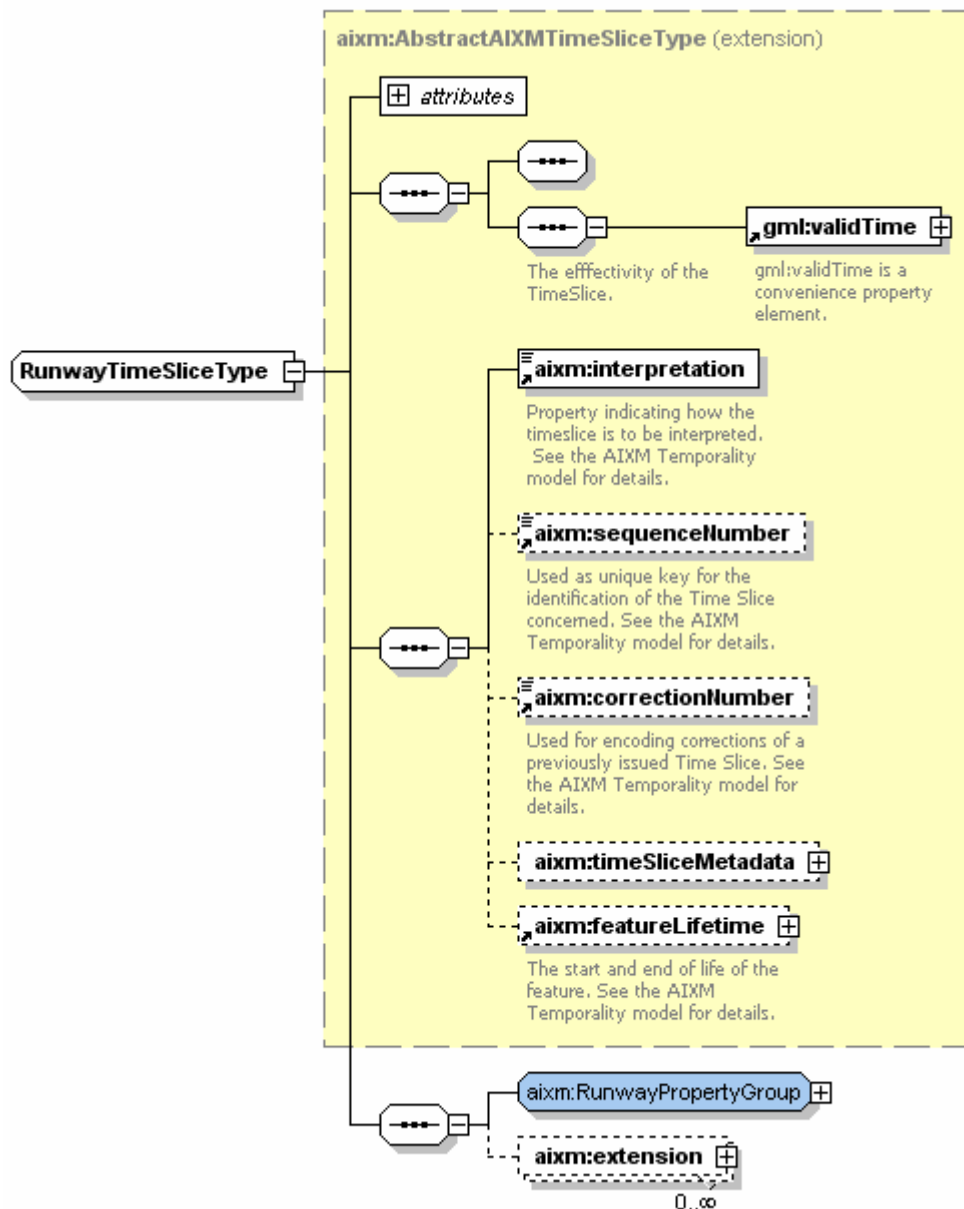 aixm:AbstractAIXMTimeSliceType (extension)
attributes
gml:validTime
The efffectivity of the
TimeSlice.
gml:validTime is a
convenience property
element.
RunwayTimeSliceType
aixm:interpretation
Property indicating how the
timeslice is to be interpreted.
See the AIXM Temporality
model for details.
aixm:sequenceNumber
Used as unique key for the
identification of the Time Slice
concerned. See the AIXM
Temporality model for details.
aixm:correctionNumber
Used for encoding corrections of a
previously issued Time Slice. See
the AIXM Temporality model for
details.
aixm:timeSliceMetadata
aixm:featureLifetime
The start and end of life of the
feature. See the AIXM
Temporality model for details.
aixm:RunwayPropertyGroup
aixm:extension
0..∞